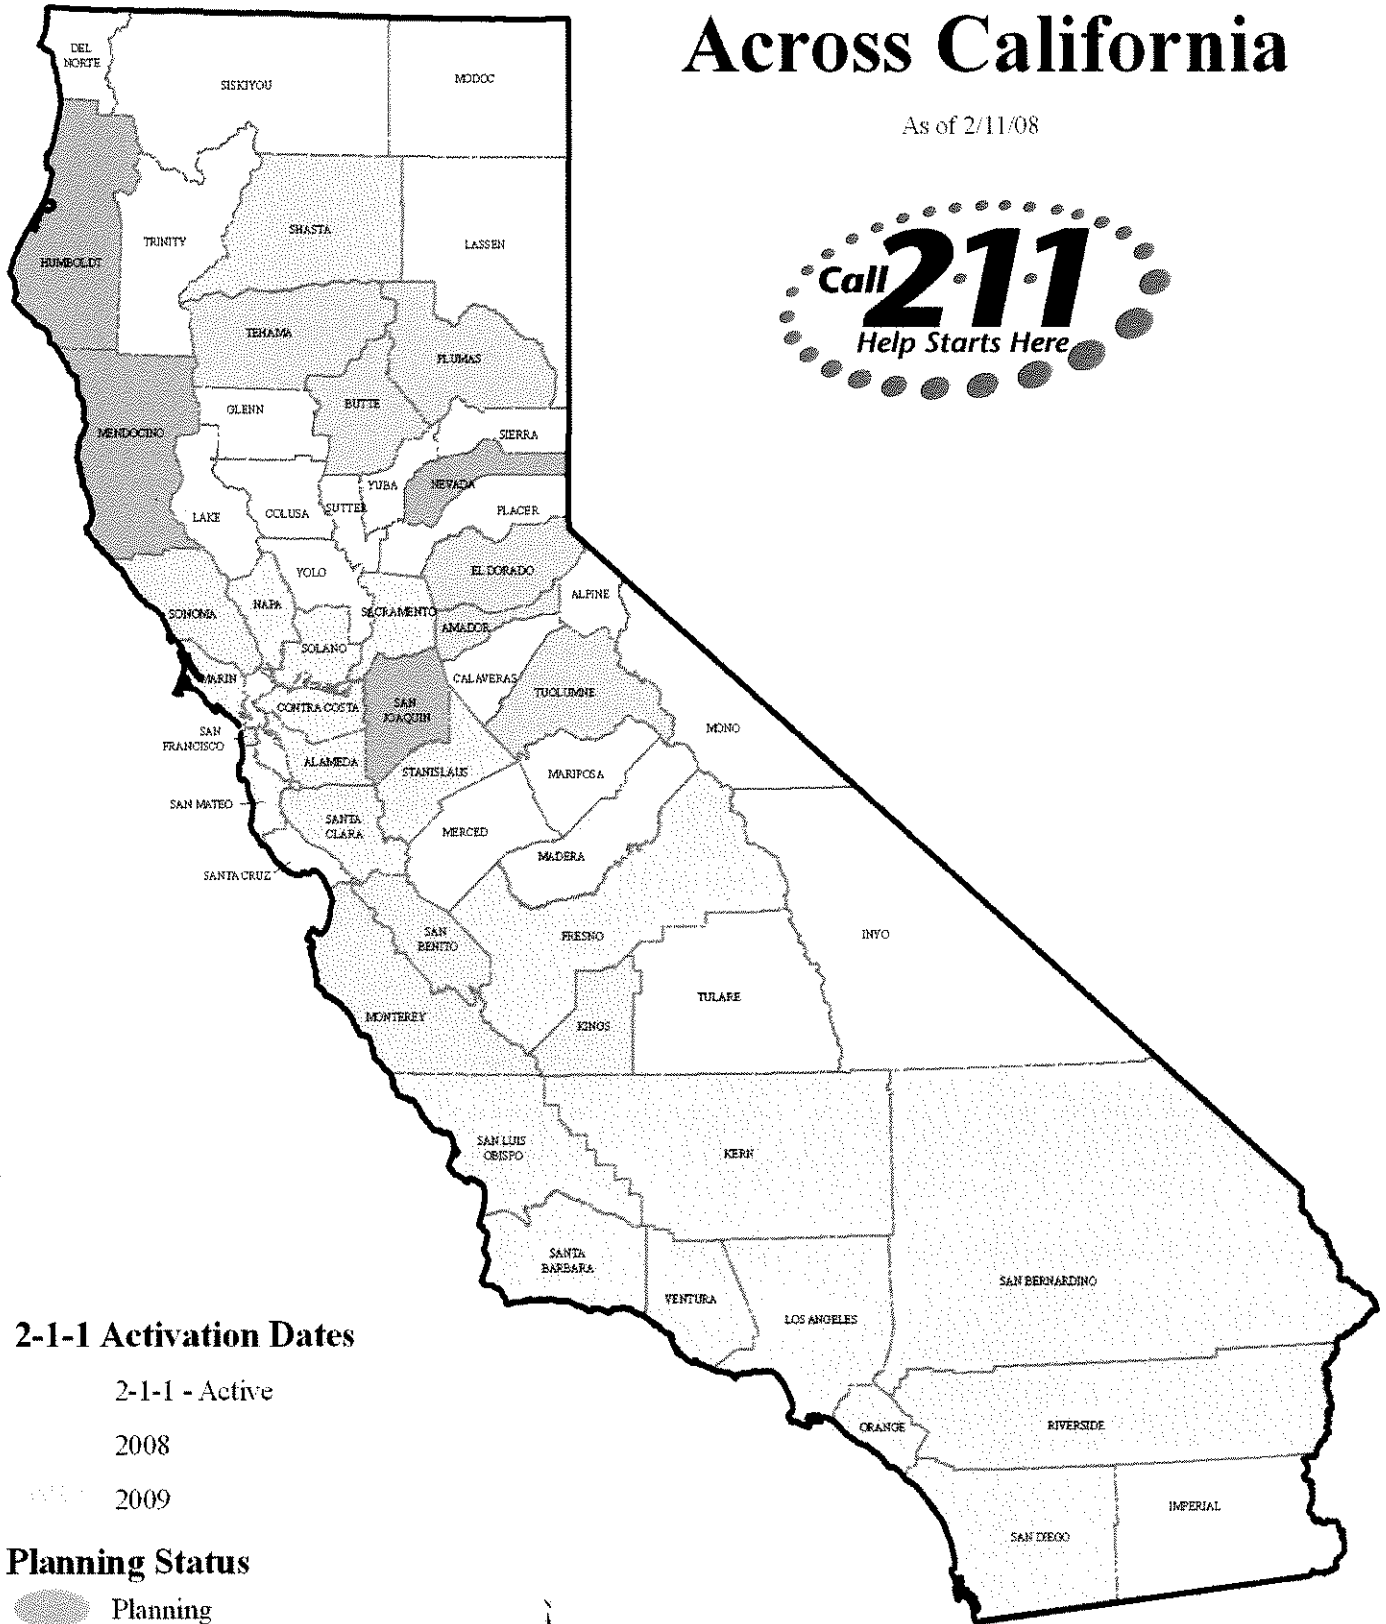 Across California
As of 2/11/08
Call 2·1·1
Help Starts Here
DEL
NORTE
SISKIYOU
MODOC
HUMBOLDT
TRINITY
SHASTA
LASSEN
TEHAMA
PLUMAS
MENDOCINO
GLENN
BUTTE
SIERRA
LAKE
COLUSA
SUTTER
YUBA
NEVADA
PLACER
YOLO
EL DORADO
ALPINE
SONOMA
NAPA
SACRAMENTO
AMADOR
SOLANO
MARIN
CALAVERAS
TUOLUMNE
CONTRA COSTA
SAN
JOAQUIN
MONO
SAN
FRANCISCO
ALAMEDA
STANISLAUS
MARIPOSA
SAN MATEO
SANTA
CLARA
MERCED
MADERA
SANTA CRUZ
SAN
BENITO
FRESNO
INYO
MONTEREY
KINGS
TULARE
SAN LUIS
OBISPO
KERN
SANTA
BARBARA
VENTURA
LOS ANGELES
SAN BERNARDINO
ORANGE
RIVERSIDE
SAN DIEGO
IMPERIAL
2-1-1 Activation Dates
2-1-1 - Active
2008
2009
Planning Status
Planning